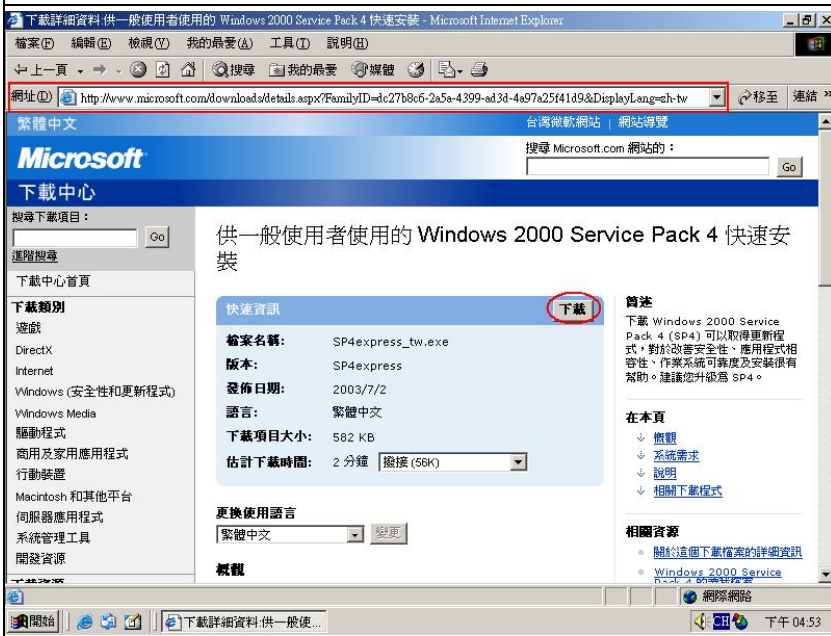 下載詳細資料:供一般使用者使用的 Windows 2000 Service Pack 4 快速安裝 - Microsoft Internet Explorer
檔案(F) 編輯(E) 檢視(V) 我的最愛(A) 工具(T) 說明(H)
上一頁 搜尋 我的最愛 媒體
網址(D) http://www.microsoft.com/downloads/details.aspx?FamilyID=dc27b8c6-2a5a-4399-ad3d-4a97a25f41d9&DisplayLang=zh-tw 移至 連結 »
繁體中文 台灣微軟網站 | 網站導覽
Microsoft
搜尋 Microsoft.com 網站的:
Go
下載中心
搜尋下載項目:
Go
進階搜尋
下載中心首頁
下載類別
遊戲
DirectX
Internet
Windows (安全性和更新程式)
Windows Media
驅動程式
商用及家用應用程式
行動裝置
Macintosh 和其他平台
伺服器應用程式
系統管理工具
開發資源
下載資源
供一般使用者使用的 Windows 2000 Service Pack 4 快速安
裝
快速資訊 下載
檔案名稱: SP4express_tw.exe
版本: SP4express
發佈日期: 2003/7/2
語言: 繁體中文
下載項目大小: 582 KB
估計下載時間: 2 分鐘 撥接 (56K)
更換使用語言
繁體中文 變更
概觀
簡述
下載 Windows 2000 Service
Pack 4 (SP4) 可以取得更新程
式,對於改善安全性、應用程式相
容性、作業系統可靠度及安裝很有
幫助。建議您升級為 SP4。
在本頁
概觀
系統需求
說明
相關下載程式
相關資源
關於這個下載檔案的詳細資訊
Windows 2000 Service
Pack 4 的
網際網路
開始 下載詳細資料:供一般使... CH 下午 04:53